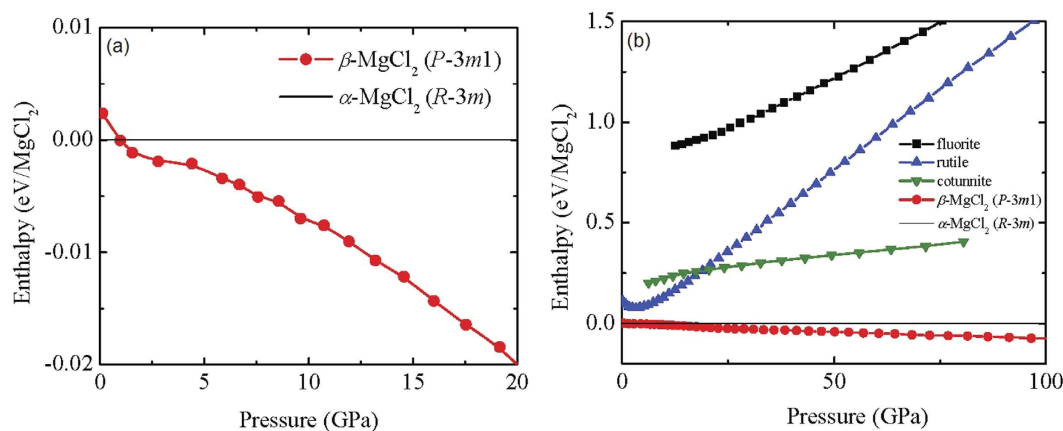 (a)
β-MgCl₂ (P-3m1)
α-MgCl₂ (R-3m)
0.01
0.00
-0.01
-0.02
Enthalpy (eV/MgCl₂)
0 5 10 15 20
Pressure (GPa)
(b)
1.5
1.0
0.5
0.0
Enthalpy (eV/MgCl₂)
fluorite
rutile
cotunnite
β-MgCl₂ (P-3m1)
α-MgCl₂ (R-3m)
0 25 50 75 100
Pressure (GPa)